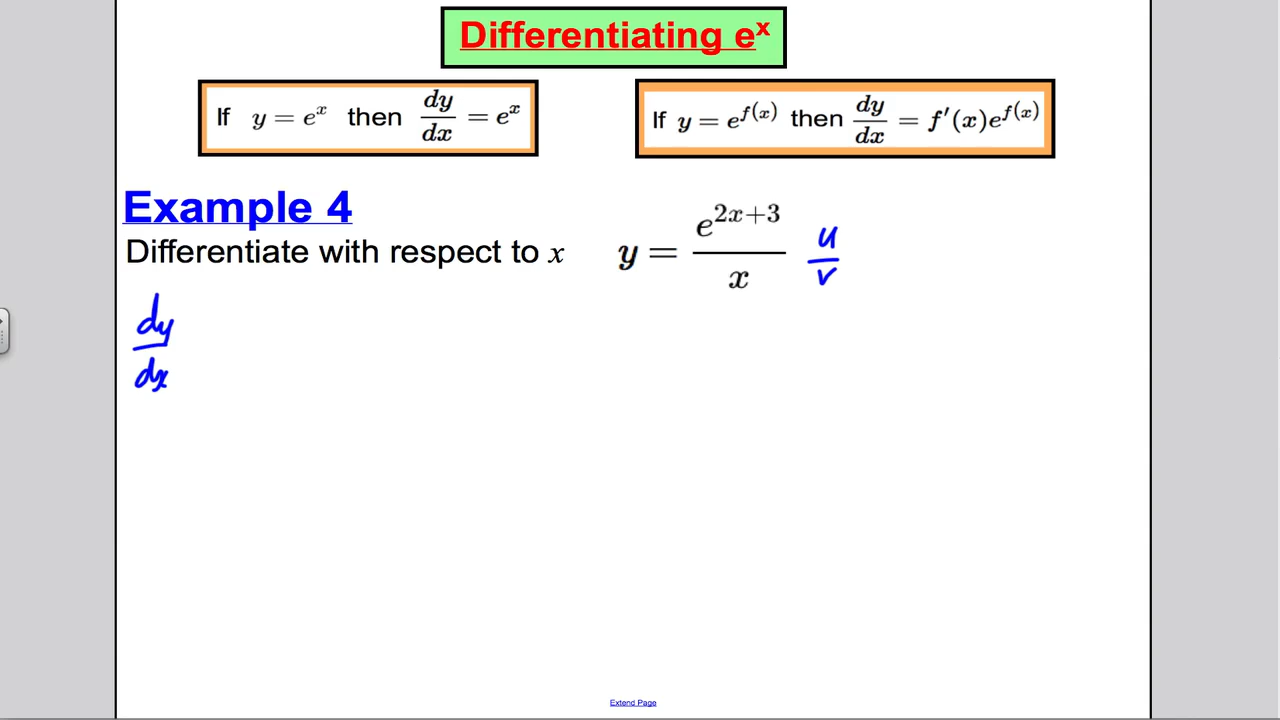 Differentiating eˣ
If y = eˣ then dy/dx = eˣ
If y = e^{f(x)} then dy/dx = f′(x)e^{f(x)}
Example 4
Differentiate with respect to x y = e^{2x+3}/x u/v
dy/dx
Extend Page